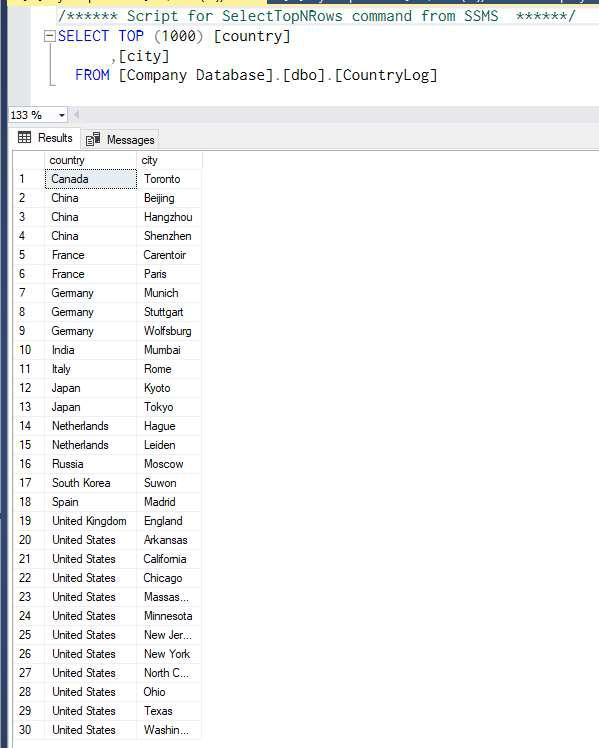 /****** Script for SelectTopNRows command from SSMS ******/
SELECT TOP (1000) [country]
,[city]
FROM [Company Database].[dbo].[CountryLog]
133 %
Results Messages
country city
1 Canada Toronto
2 China Beijing
3 China Hangzhou
4 China Shenzhen
5 France Carentoir
6 France Paris
7 Germany Munich
8 Germany Stuttgart
9 Germany Wolfsburg
10 India Mumbai
11 Italy Rome
12 Japan Kyoto
13 Japan Tokyo
14 Netherlands Hague
15 Netherlands Leiden
16 Russia Moscow
17 South Korea Suwon
18 Spain Madrid
19 United Kingdom England
20 United States Arkansas
21 United States California
22 United States Chicago
23 United States Massas...
24 United States Minnesota
25 United States New Jer...
26 United States New York
27 United States North C...
28 United States Ohio
29 United States Texas
30 United States Washin...